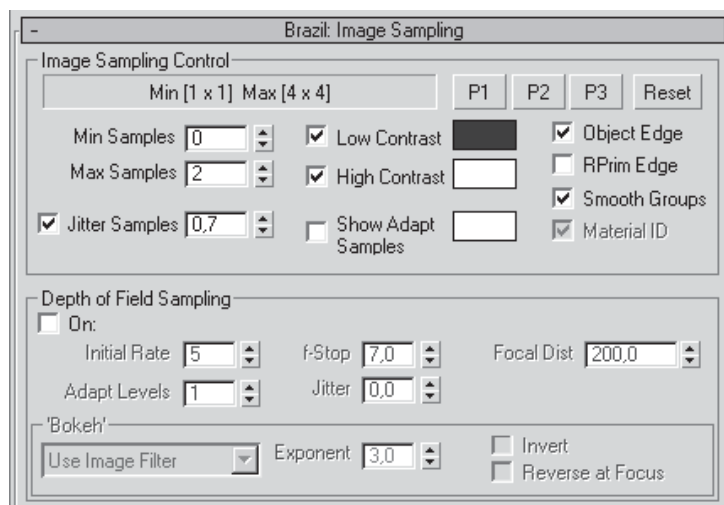 - Brazil: Image Sampling
Image Sampling Control
Min [1 x 1] Max [4 x 4] P1 P2 P3 Reset
Min Samples 0 Low Contrast Object Edge
Max Samples 2 High Contrast RPrim Edge
Smooth Groups
Jitter Samples 0,7 Show Adapt Samples Material ID
Depth of Field Sampling
On:
Initial Rate 5 f-Stop 7,0 Focal Dist 200,0
Adapt Levels 1 Jitter 0,0
'Bokeh'
Use Image Filter Exponent 3,0 Invert
Reverse at Focus